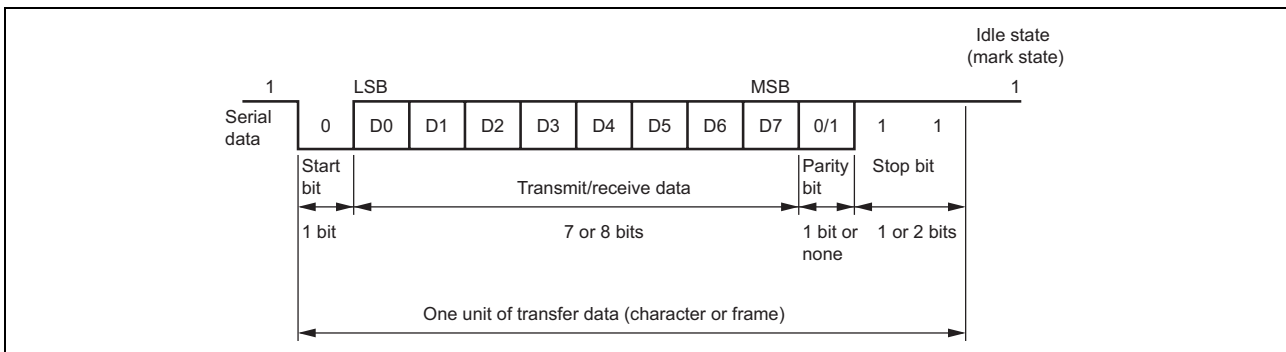 Idle state
(mark state)
1 LSB MSB 1
Serial
data
0 D0 D1 D2 D3 D4 D5 D6 D7 0/1 1 1
Start
bit
Transmit/receive data
Parity
bit
Stop bit
1 bit
7 or 8 bits
1 bit or
none
1 or 2 bits
One unit of transfer data (character or frame)